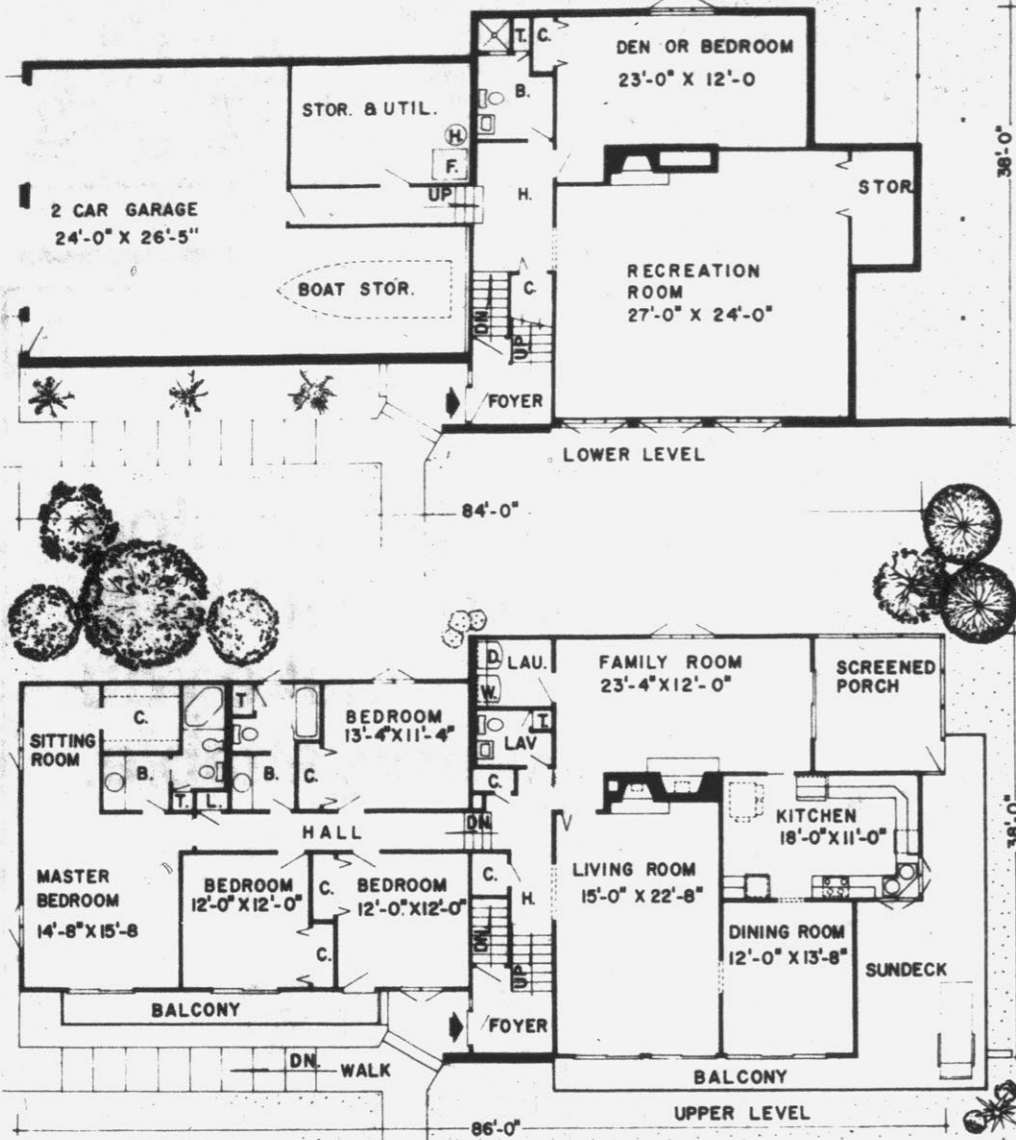 T.
C.
DEN OR BEDROOM
23'-0" X 12'-0
B.
STOR. & UTIL.
H.
F.
UP
H.
STOR
38'-0"
2 CAR GARAGE
24'-0" X 26'-5"
BOAT STOR.
RECREATION
ROOM
27'-0" X 24'-0"
C.
DN.
UP
FOYER
LOWER LEVEL
84'-0"
D.
LAU.
W.
FAMILY ROOM
23'-4"X12'-0"
SCREENED
PORCH
T
C.
BEDROOM
13'-4"X11'-4"
T.
LAV
SITTING
ROOM
B.
B.
C.
C.
T.
L.
HALL
DN.
KITCHEN
18'-0"X11'-0"
38'-0"
MASTER
BEDROOM
14'-8"X15'-8
BEDROOM
12'-0"X12'-0"
C.
BEDROOM
12'-0"X12'-0"
C.
H.
LIVING ROOM
15'-0" X 22'-8"
DN.
UP
C.
DINING ROOM
12'-0" X13'-8"
SUNDECK
BALCONY
FOYER
DN.
WALK
BALCONY
UPPER LEVEL
86'-0"